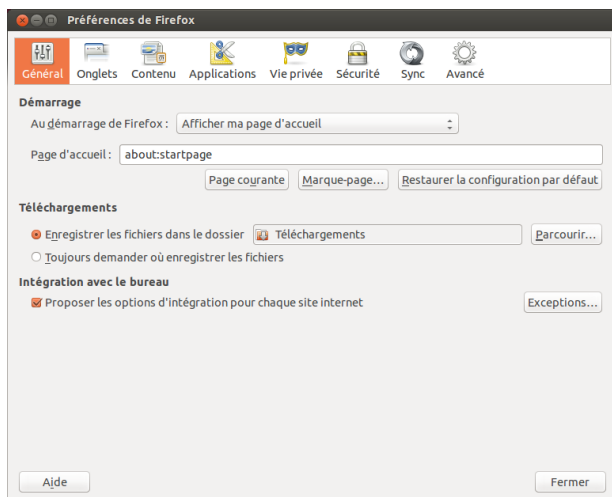 Préférences de Firefox
Général Onglets Contenu Applications Vie privée Sécurité Sync Avancé
Démarrage
Au démarrage de Firefox : Afficher ma page d'accueil
Page d'accueil : about:startpage
Page courante Marque-page... Restaurer la configuration par défaut
Téléchargements
Enregistrer les fichiers dans le dossier Téléchargements Parcourir...
Toujours demander où enregistrer les fichiers
Intégration avec le bureau
Proposer les options d'intégration pour chaque site internet Exceptions...
Aide Fermer